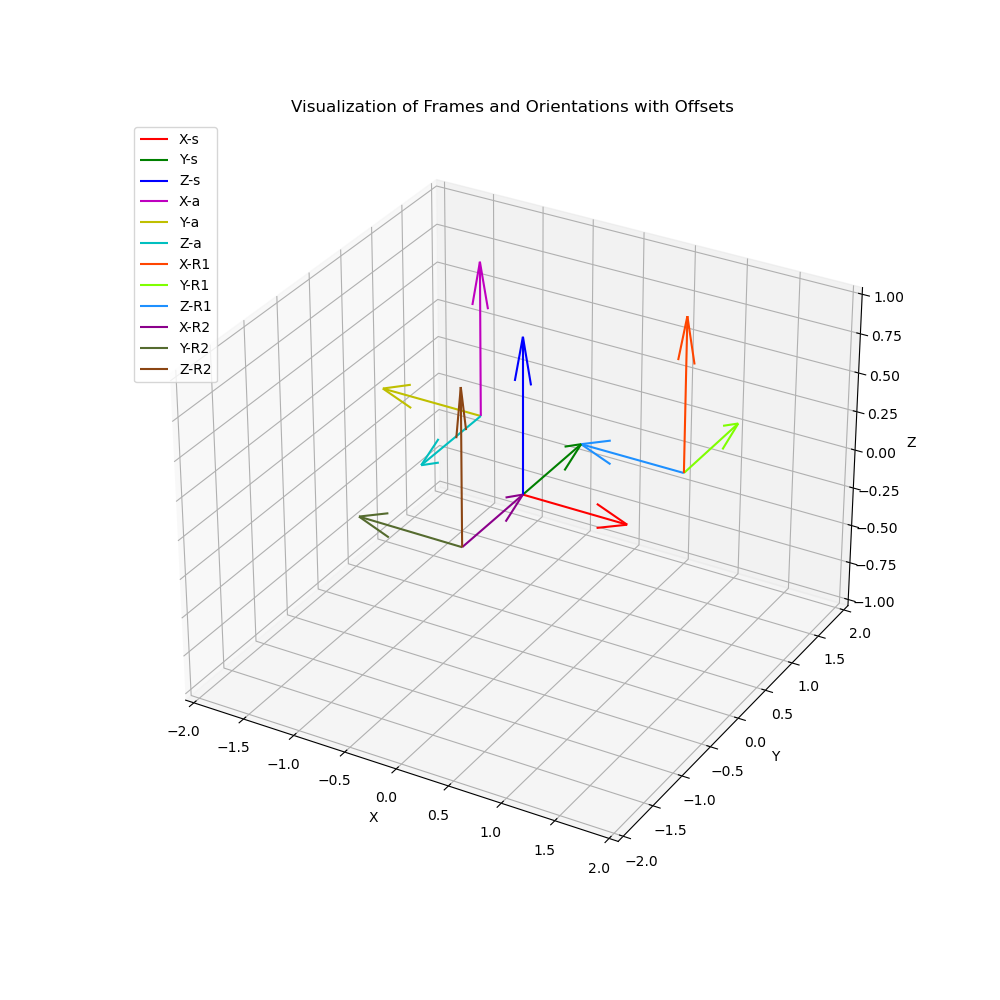 Visualization of Frames and Orientations with Offsets
X-s
Y-s
Z-s
X-a
Y-a
Z-a
X-R1
Y-R1
Z-R1
X-R2
Y-R2
Z-R2
1.00
0.75
0.50
0.25
0.00
−0.25
−0.50
−0.75
−1.00
Z
2.0
1.5
1.0
0.5
0.0
−0.5
−1.0
−1.5
−2.0
Y
−2.0
−1.5
−1.0
−0.5
0.0
0.5
1.0
1.5
2.0
X